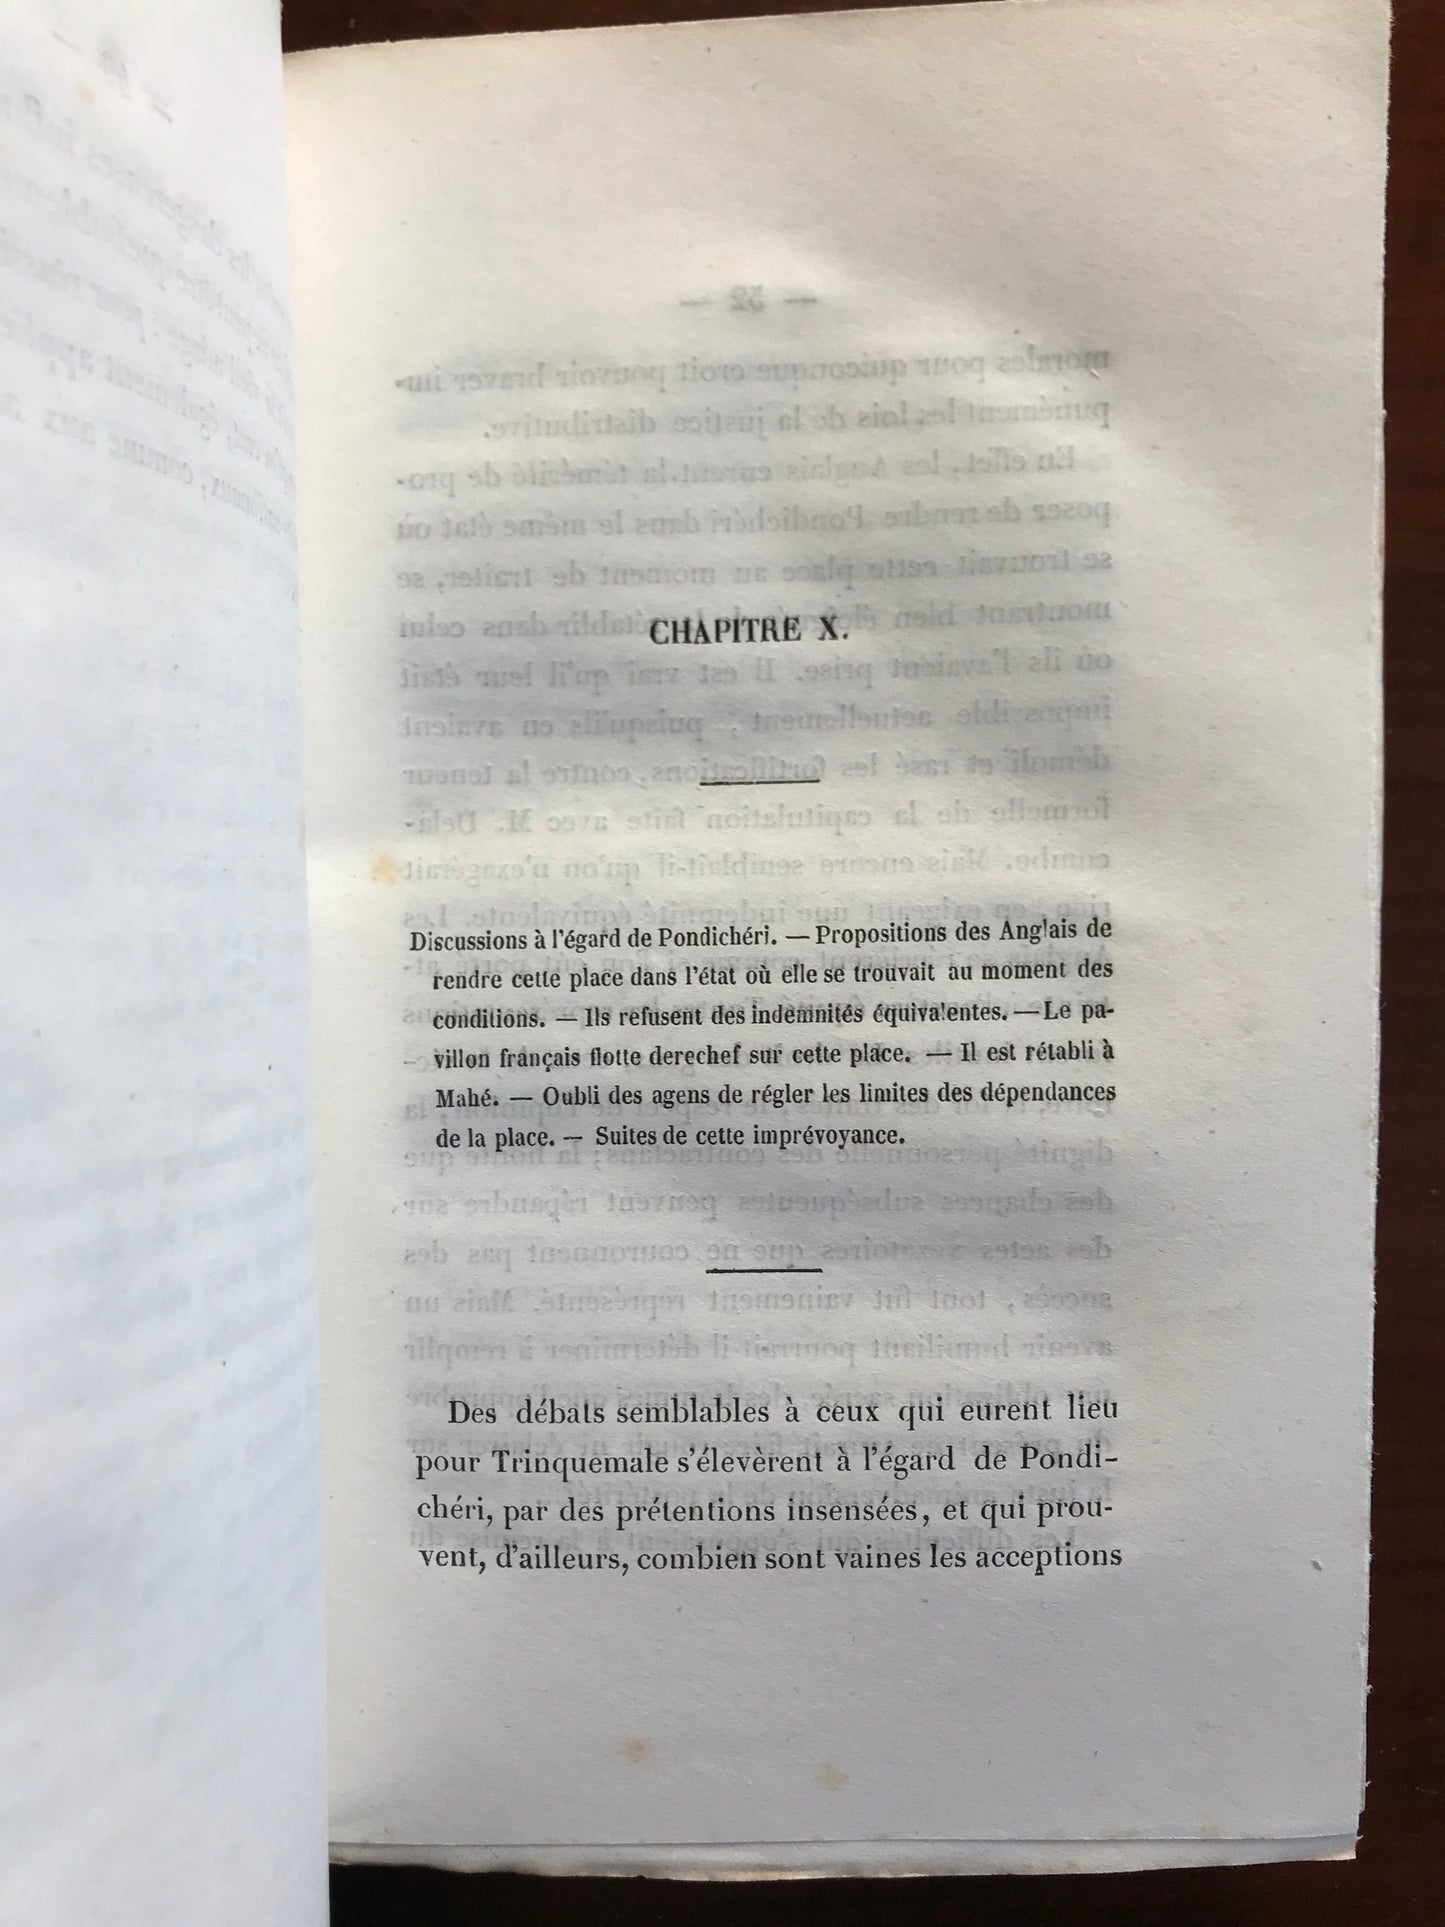 CHAPITRE X.
Discussions à l'égard de Pondichéri. — Propositions des Anglais de
rendre cette place dans l'état où elle se trouvait au moment des
conditions. — Ils refusent des indemnités équivalentes. — Le pa-
villon français flotte derechef sur cette place. — Il est rétabli à
Mahé. — Oubli des agens de régler les limites des dépendances
de la place. — Suites de cette imprévoyance.
Des débats semblables à ceux qui eurent lieu
pour Trinquemale s'élevèrent à l'égard de Pondi-
chéri, par des prétentions insensées, et qui prou-
vent, d'ailleurs, combien sont vaines les acceptions